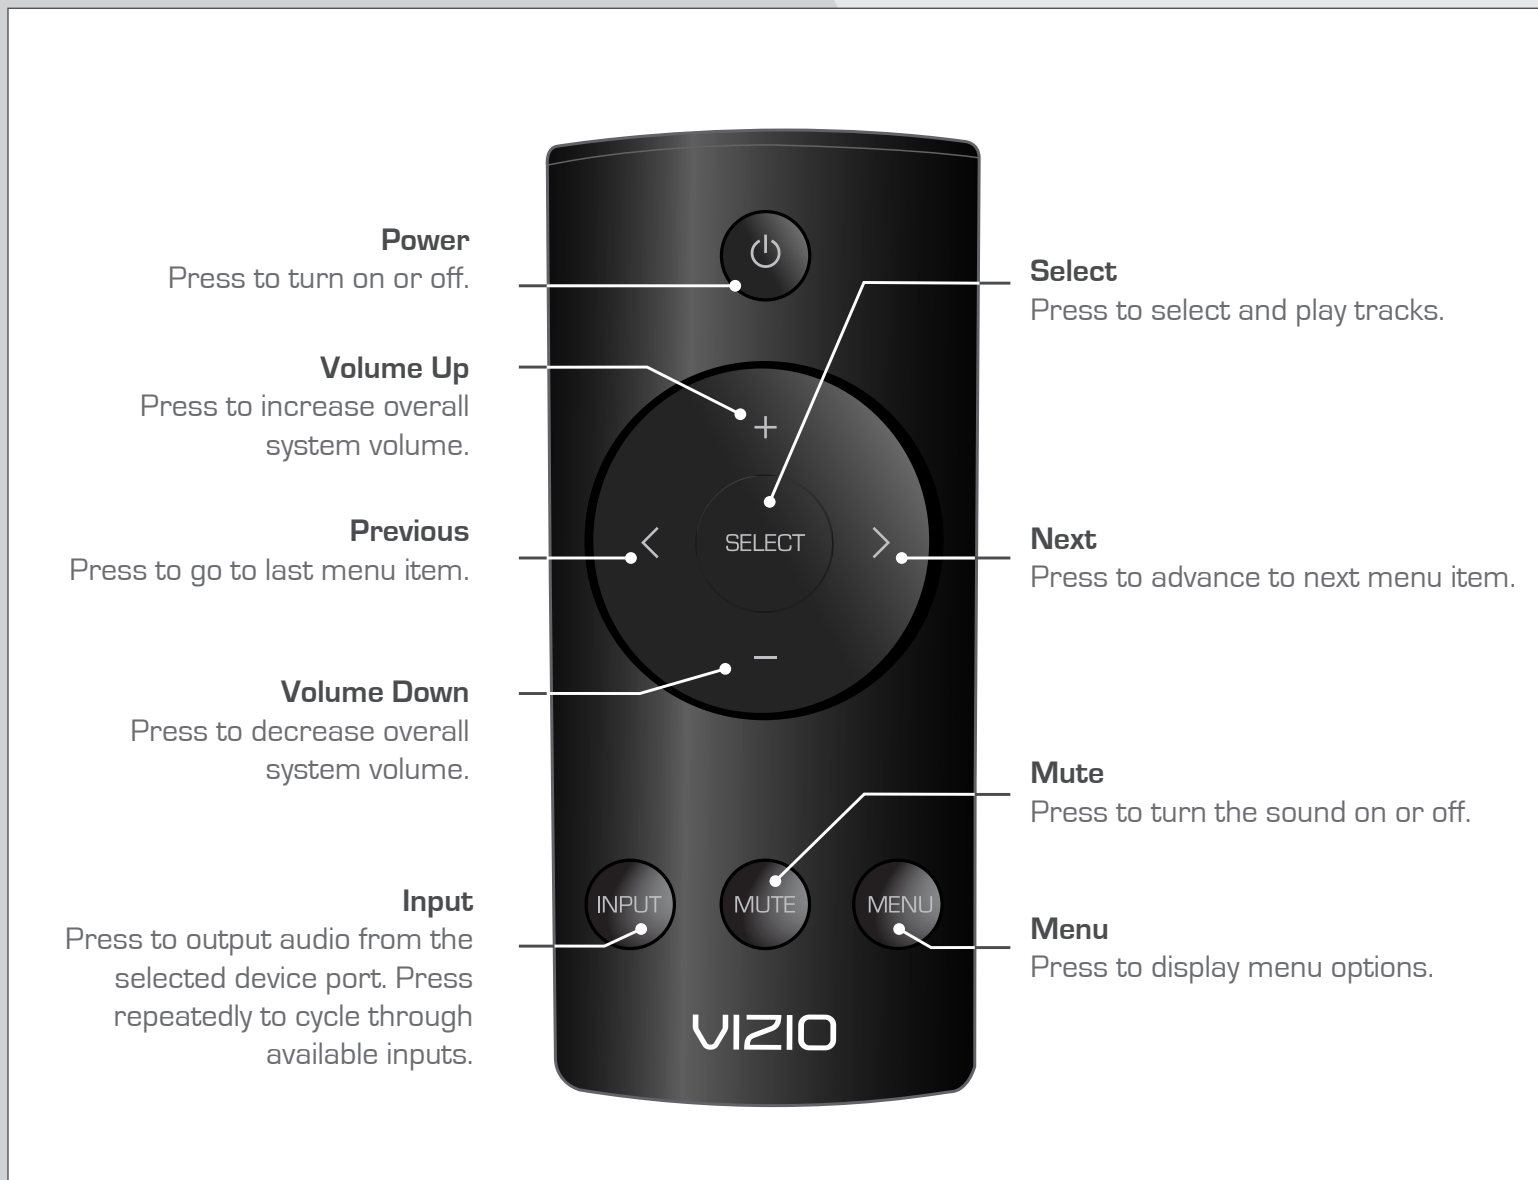 Power
Press to turn on or off.
Volume Up
Press to increase overall
system volume.
Previous
Press to go to last menu item.
Volume Down
Press to decrease overall
system volume.
Input
Press to output audio from the
selected device port. Press
repeatedly to cycle through
available inputs.
SELECT
INPUT
MUTE
MENU
VIZIO
Select
Press to select and play tracks.
Next
Press to advance to next menu item.
Mute
Press to turn the sound on or off.
Menu
Press to display menu options.